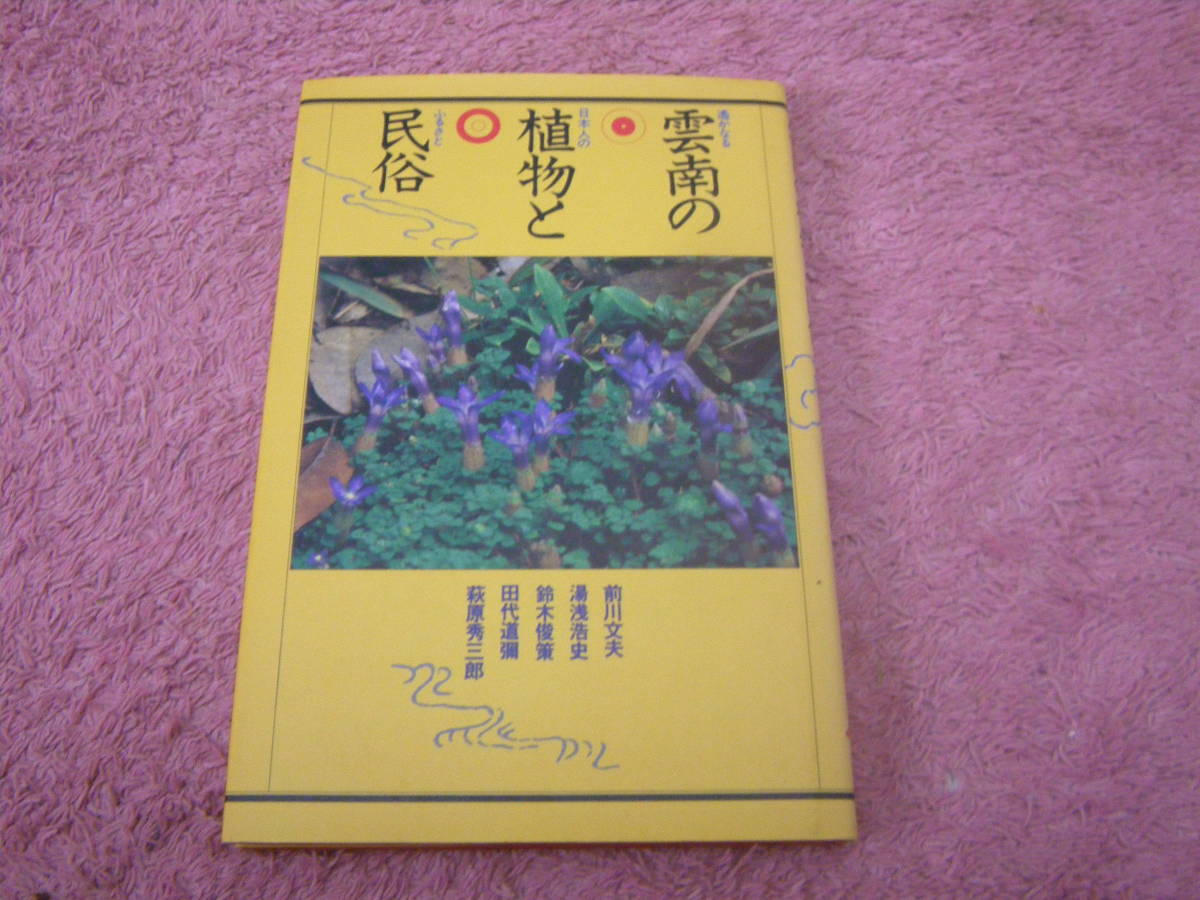 遙かなる
雲南の
日本人の
植物と
ふるさと
民俗
前川文夫
湯浅浩史
鈴木俊策
田代道彌
萩原秀三郎